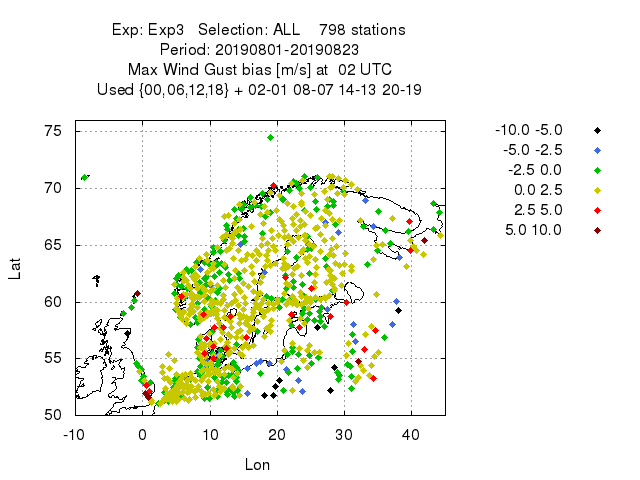 Exp: Exp3 Selection: ALL 798 stations
Period: 20190801-20190823
Max Wind Gust bias [m/s] at 02 UTC
Used {00,06,12,18} + 02-01 08-07 14-13 20-19
-10.0 -5.0
-5.0 -2.5
-2.5 0.0
0.0 2.5
2.5 5.0
5.0 10.0
75
70
65
60
55
50
Lat
-10 0 10 20 30 40
Lon